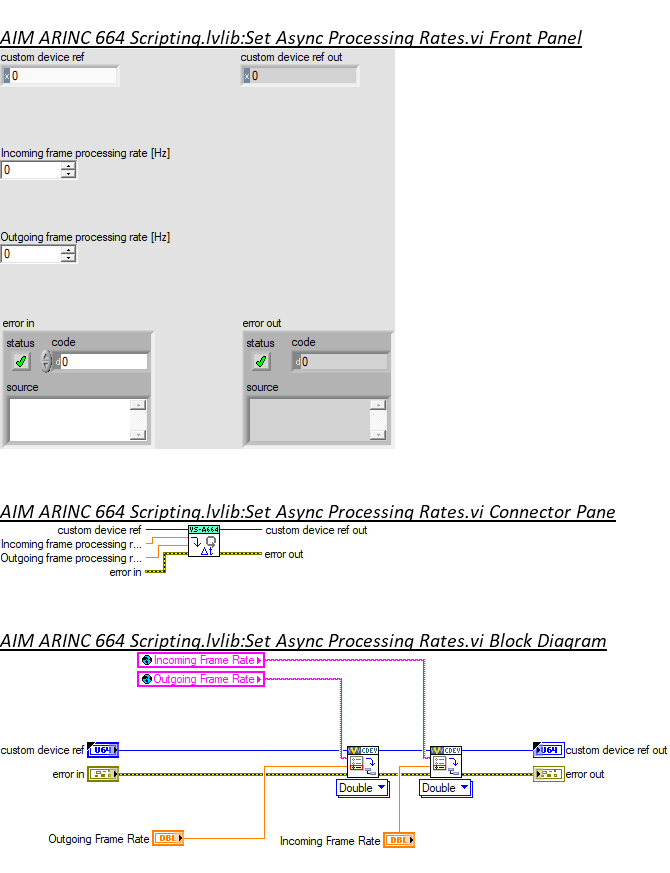 AIM ARINC 664 Scripting.lvlib:Set Async Processing Rates.vi Front Panel
custom device ref custom device ref out
x 0 x 0
Incoming frame processing rate [Hz]
0
Outgoing frame processing rate [Hz]
0
error in error out
status code status code
d 0 d 0
source source
AIM ARINC 664 Scripting.lvlib:Set Async Processing Rates.vi Connector Pane
custom device ref VS-A664 custom device ref out
Incoming frame processing r...
Outgoing frame processing r... Δt error out
error in
AIM ARINC 664 Scripting.lvlib:Set Async Processing Rates.vi Block Diagram
Incoming Frame Rate
Outgoing Frame Rate
custom device ref U64 CDEV CDEV U64 custom device ref out
error in error out
Double Double
Outgoing Frame Rate DBL Incoming Frame Rate DBL